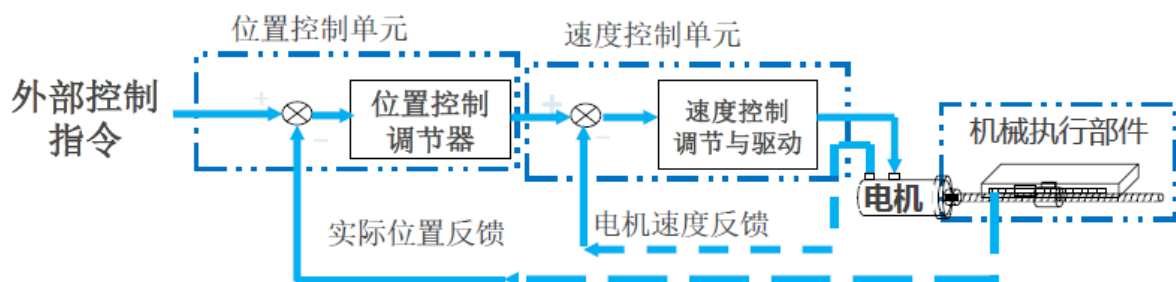 位置控制单元
速度控制单元
外部控制
指令
+
−
位置控制
调节器
+
−
速度控制
调节与驱动
机械执行部件
电机
实际位置反馈
电机速度反馈